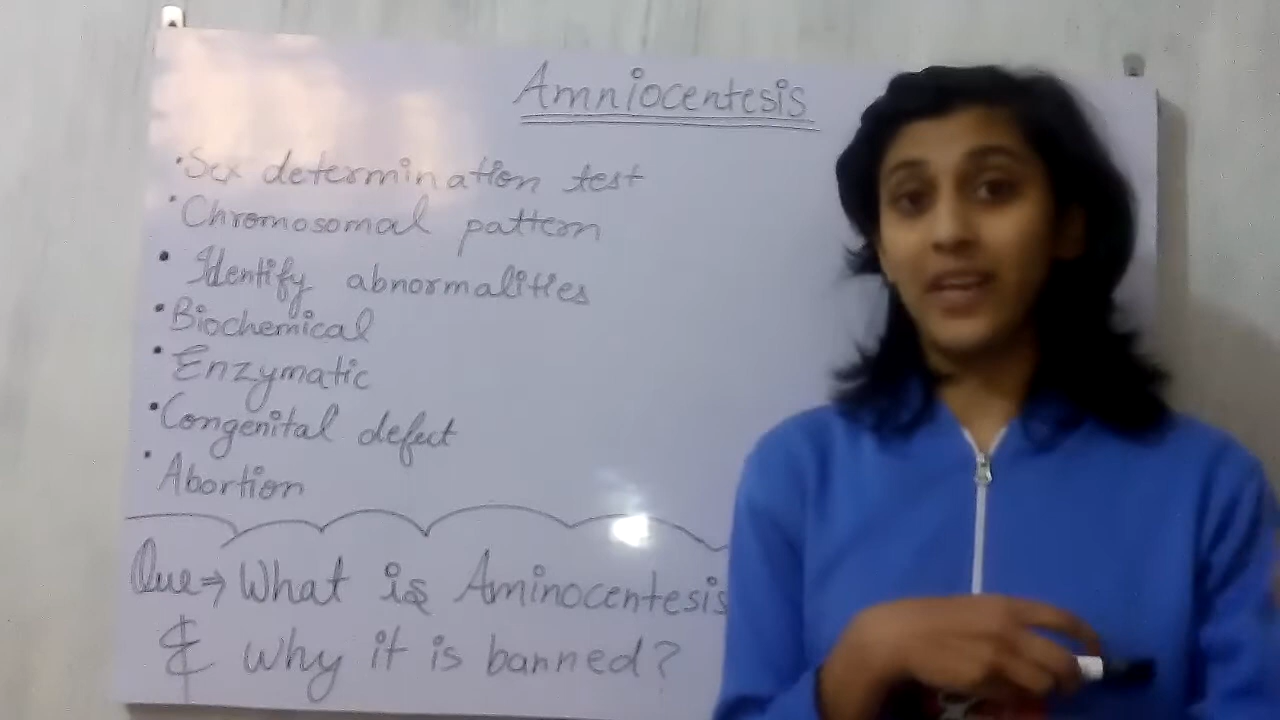 Amniocentesis
• Sex determination test
• Chromosomal pattern
• Identify abnormalities
• Biochemical
• Enzymatic
• Congenital defect
• Abortion
Que⇒ What is Aminocentesis
& Why it is banned?